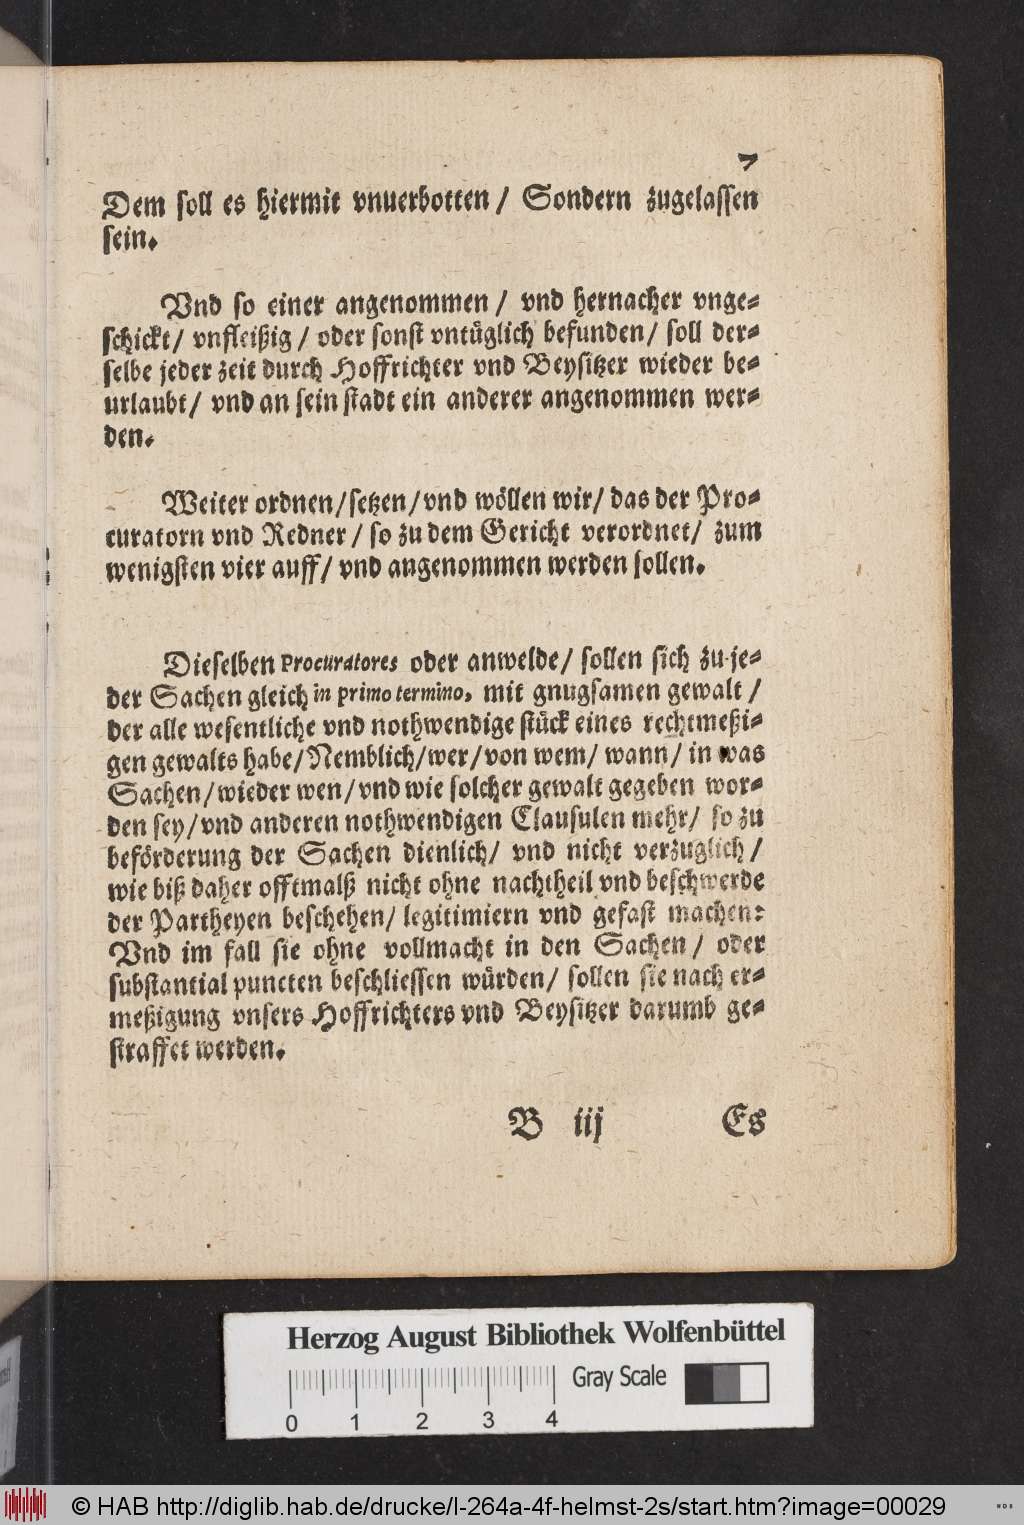 7
Dem soll es hiermit vnuerbotten / Sondern zugelassen
sein.
Vnd so einer angenommen / vnd hernacher vnge-
schickt / vnfleißig / oder sonst vntüglich befunden / soll der-
selbe jeder zeit durch Hoffrichter vnd Beysitzer wieder be-
urlaubt / vnd an sein stadt ein anderer angenommen wer-
den.
Weiter ordnen / setzen / vnd wöllen wir / das der Pro-
curatorn vnd Redner / so zu dem Gericht verordnet / zum
wenigsten vier auff / vnd angenommen werden sollen.
Dieselben Procuratores oder anwelde / sollen sich zu je-
der Sachen gleich in primo termino, mit gnugsamen gewalt /
der alle wesentliche vnd nothwendige stück eines rechtmeßi-
gen gewalts habe / Nemblich / wer / von wem / wann / in was
Sachen / wieder wen / vnd wie solcher gewalt gegeben wor-
den sey / vnd anderen nothwendigen Clausulen mehr / so zu
beförderung der Sachen dienlich / vnd nicht verzuglich /
wie biß daher offtmalß nicht ohne nachtheil vnd beschwerde
der Partheyen beschehen / legitimiern vnd gefast machen:
Vnd im fall sie ohne vollmacht in den Sachen / oder
substantial puncten beschliessen würden / sollen sie nach er-
meßigung vnsers Hoffrichters vnd Beysitzer darumb ge-
straffet werden.
B iij Es
Herzog August Bibliothek Wolfenbüttel
Gray Scale
0 1 2 3 4
© HAB http://diglib.hab.de/drucke/l-264a-4f-helmst-2s/start.htm?image=00029
WDB